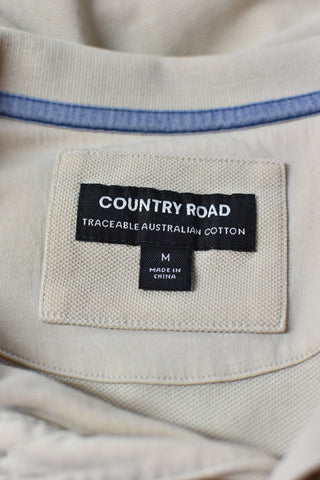 COUNTRY ROAD
TRACEABLE AUSTRALIAN COTTON
M
MADE IN
CHINA